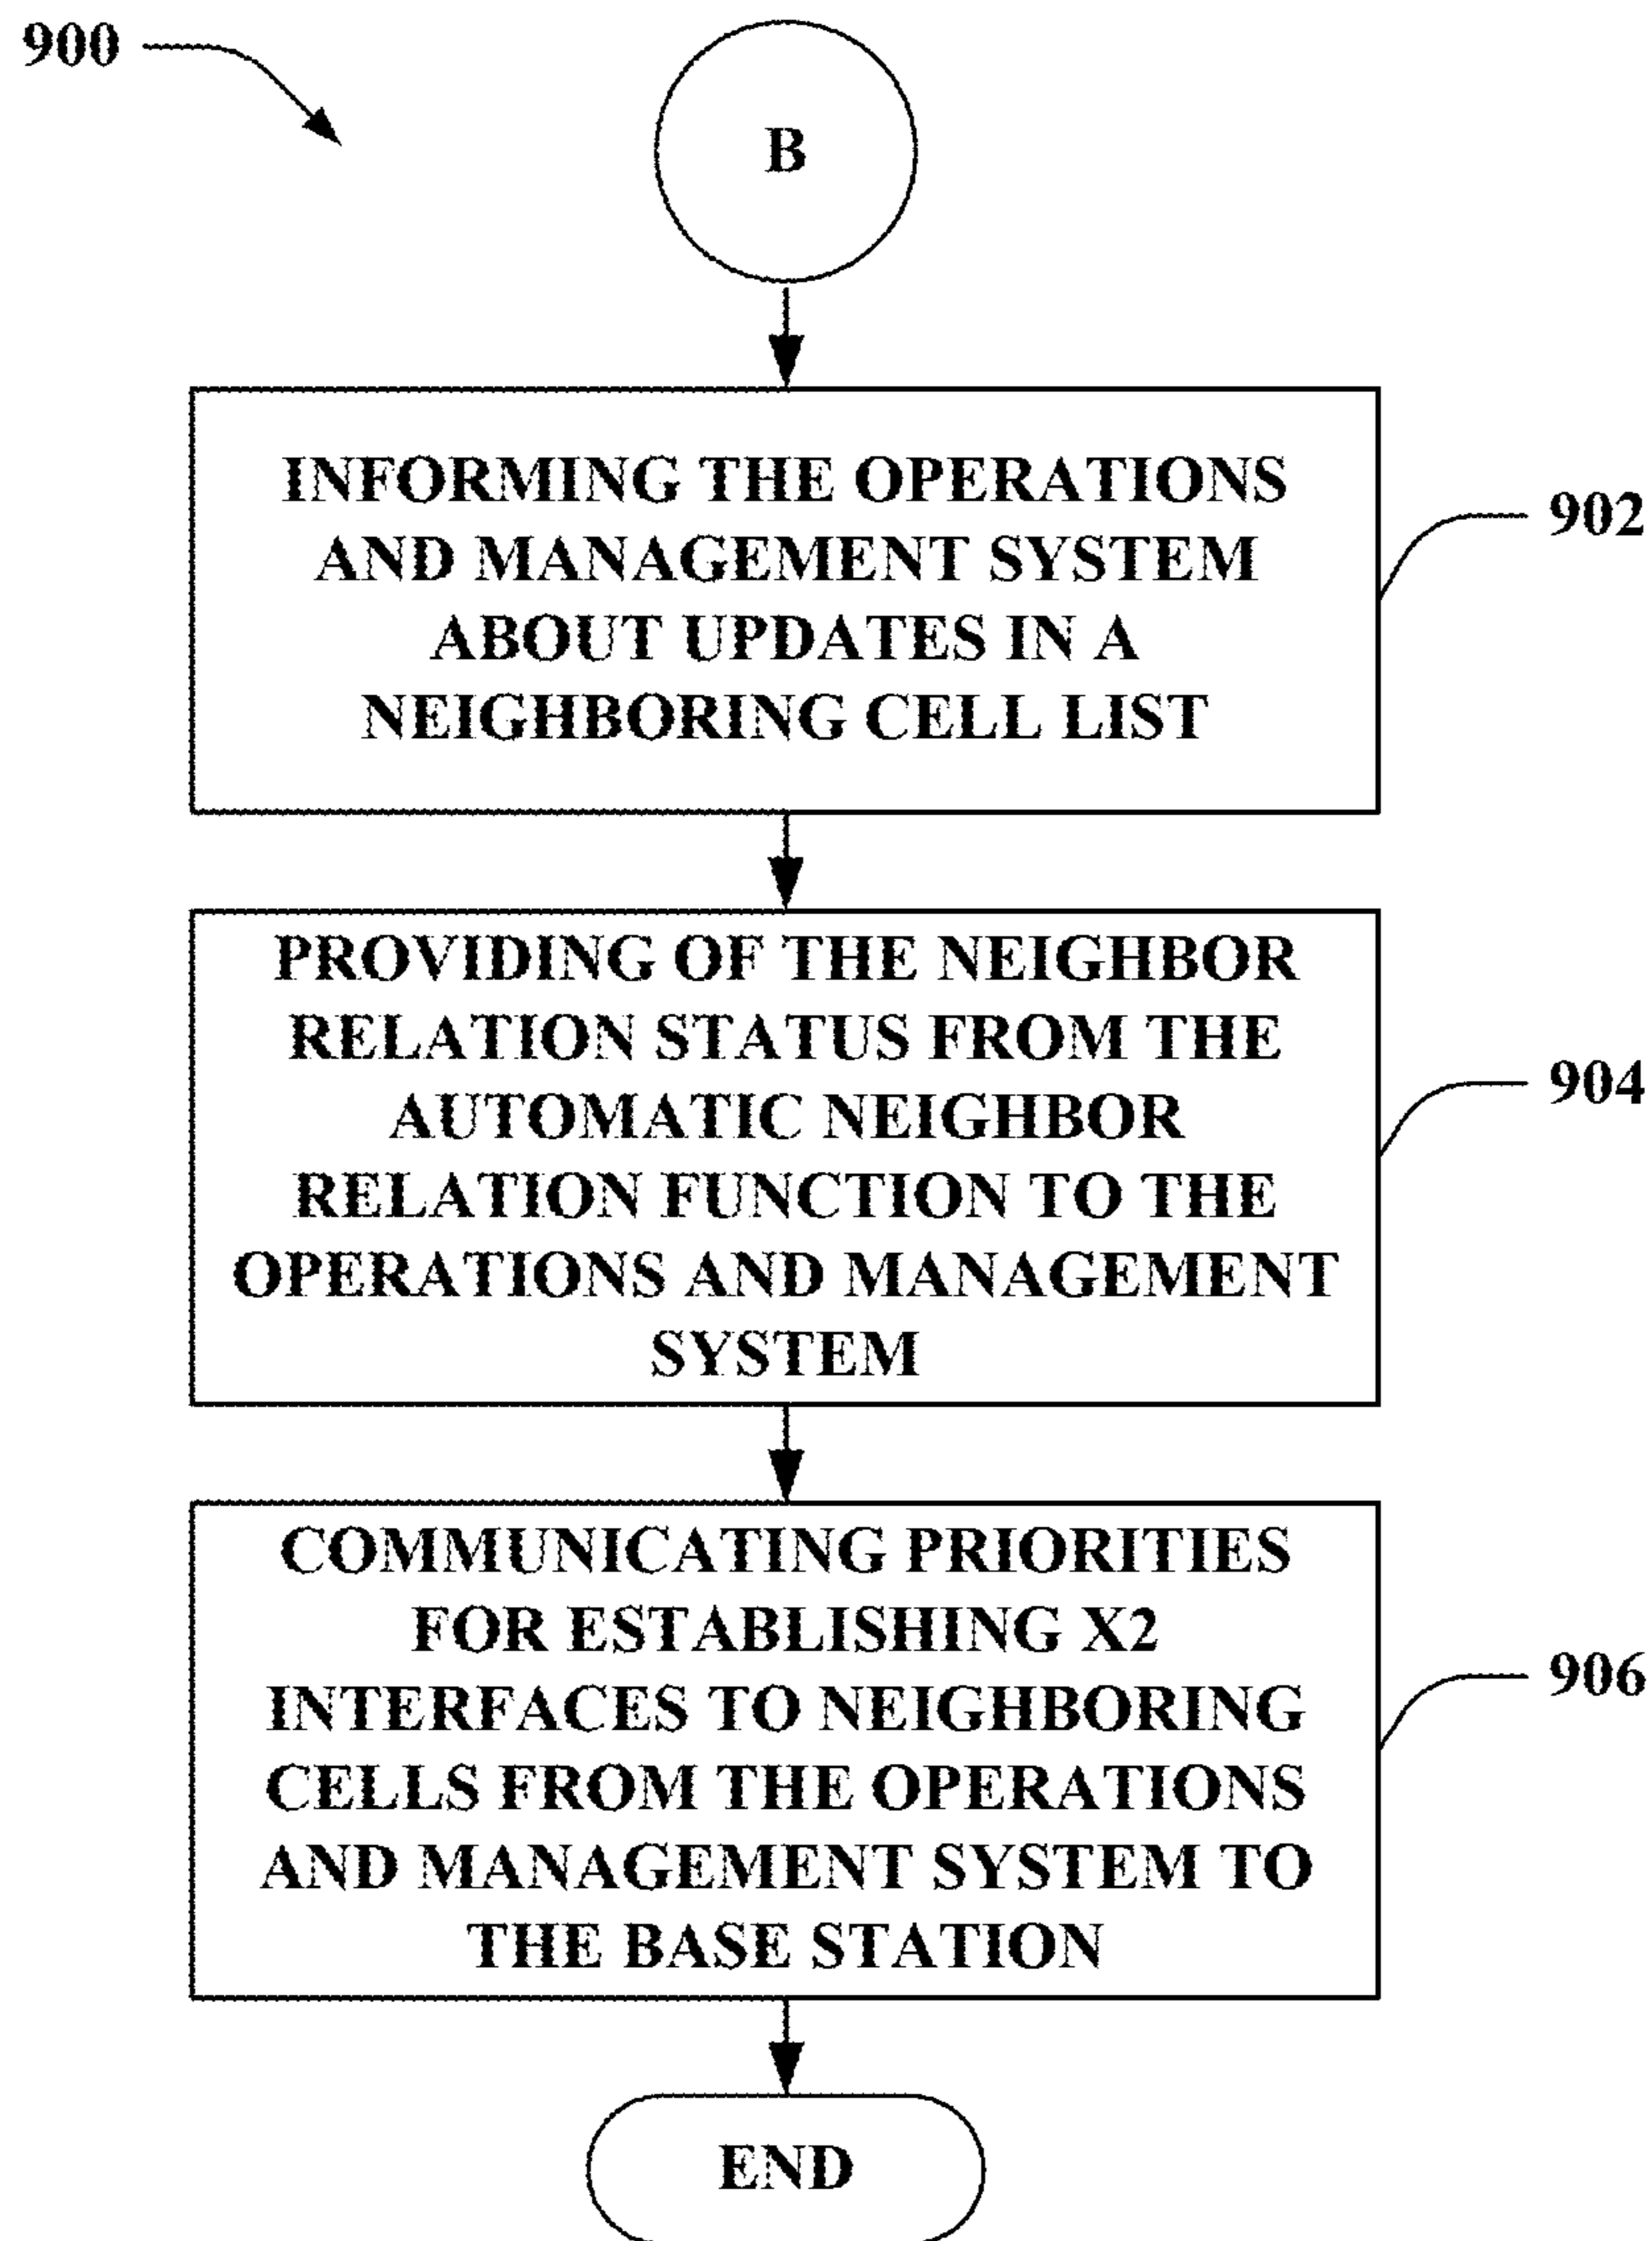 900
B
INFORMING THE OPERATIONS
AND MANAGEMENT SYSTEM
ABOUT UPDATES IN A
NEIGHBORING CELL LIST
902
PROVIDING OF THE NEIGHBOR
RELATION STATUS FROM THE
AUTOMATIC NEIGHBOR
RELATION FUNCTION TO THE
OPERATIONS AND MANAGEMENT
SYSTEM
904
COMMUNICATING PRIORITIES
FOR ESTABLISHING X2
INTERFACES TO NEIGHBORING
CELLS FROM THE OPERATIONS
AND MANAGEMENT SYSTEM TO
THE BASE STATION
906
END